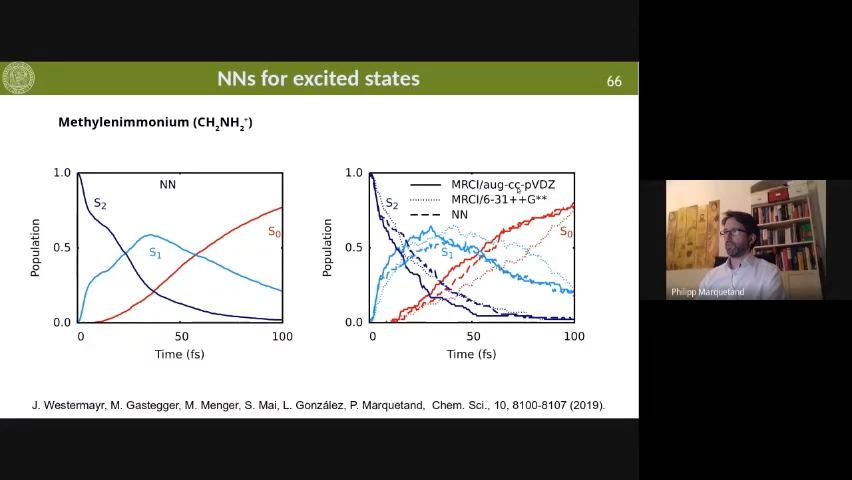 NNs for excited states
66
Methylenimmonium (CH2NH2+)
1.0
0.5
0.0
Population
NN
S2
S1
S0
0
50
100
Time (fs)
1.0
0.5
0.0
Population
MRCI/aug-cc-pVDZ
MRCI/6-31++G**
NN
S2
S1
S0
0
50
100
Time (fs)
J. Westermayr, M. Gastegger, M. Menger, S. Mai, L. González, P. Marquetand, Chem. Sci., 10, 8100-8107 (2019).
Philipp Marquetand